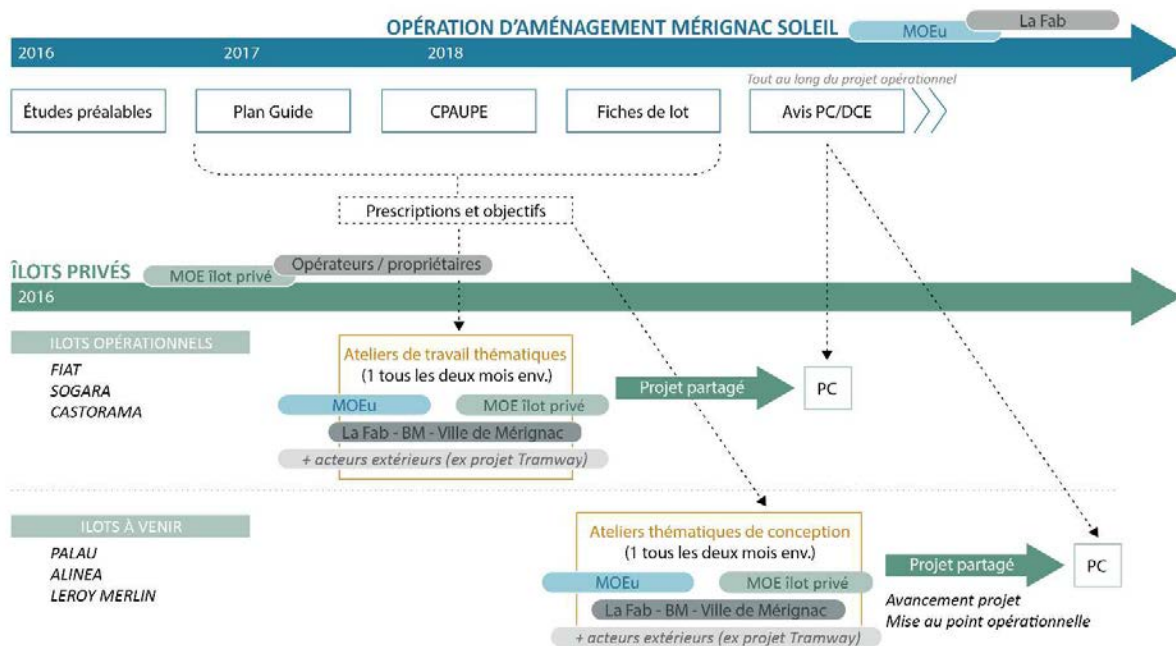 OPÉRATION D'AMÉNAGEMENT MÉRIGNAC SOLEIL
MOEu
La Fab
2016
2017
2018
Tout au long du projet opérationnel
Études préalables
Plan Guide
CPAUPE
Fiches de lot
Avis PC/DCE
Prescriptions et objectifs
ÎLOTS PRIVÉS
MOE îlot privé
Opérateurs / propriétaires
2016
ILOTS OPÉRATIONNELS
FIAT
SOGARA
CASTORAMA
Ateliers de travail thématiques
(1 tous les deux mois env.)
MOEu
MOE îlot privé
La Fab - BM - Ville de Mérignac
+ acteurs extérieurs (ex projet Tramway)
Projet partagé
PC
ILOTS À VENIR
PALAU
ALINEA
LEROY MERLIN
Ateliers thématiques de conception
(1 tous les deux mois env.)
MOEu
MOE îlot privé
La Fab - BM - Ville de Mérignac
+ acteurs extérieurs (ex projet Tramway)
Projet partagé
PC
Avancement projet
Mise au point opérationnelle